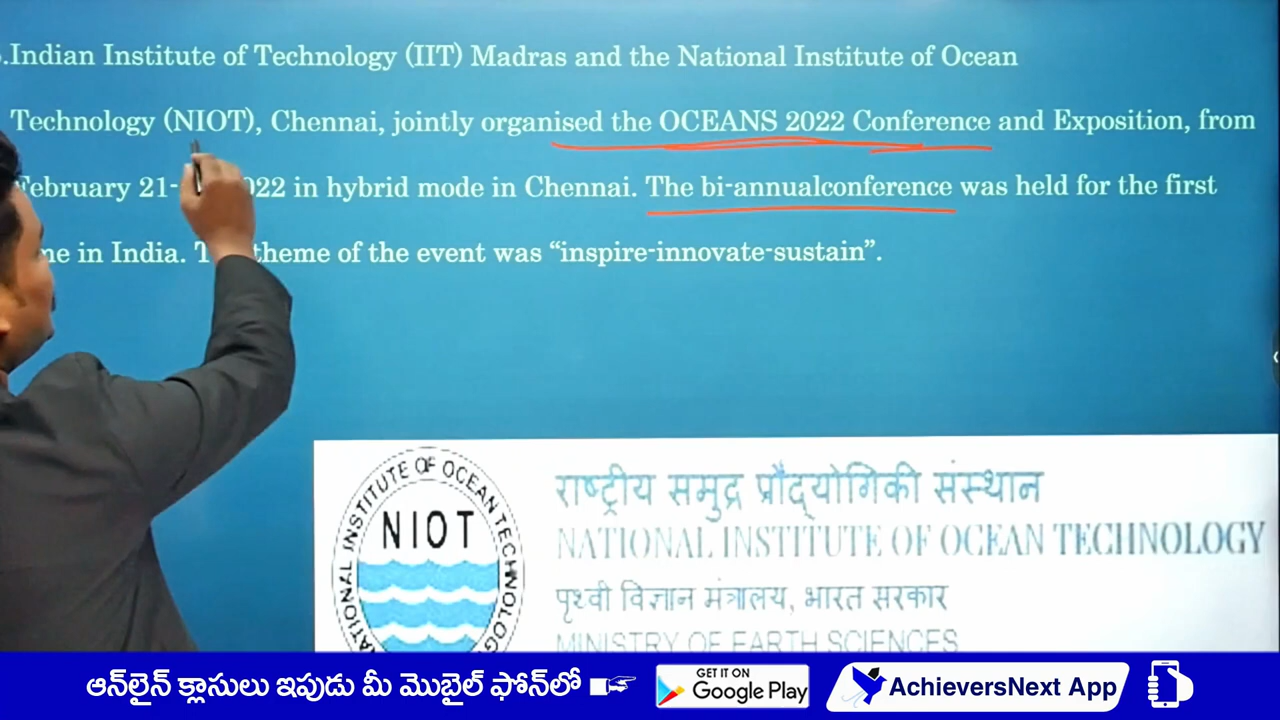 .Indian Institute of Technology (IIT) Madras and the National Institute of Ocean
Technology (NIOT), Chennai, jointly organised the OCEANS 2022 Conference and Exposition, from
February 21- 2022 in hybrid mode in Chennai. The bi-annualconference was held for the first
in India. theme of the event was “inspire-innovate-sustain”.
NATIONAL INSTITUTE OF OCEAN TECHNOLOGY
NIOT
राष्ट्रीय समुद्र प्रौद्योगिकी संस्थान
NATIONAL INSTITUTE OF OCEAN TECHNOLOGY
पृथ्वी विज्ञान मंत्रालय, भारत सरकार
MINISTRY OF EARTH SCIENCES
ఆన్‌లైన్ క్లాసులు ఇపుడు మీ మొబైల్ ఫోన్‌లో
GET IT ON
Google Play
AchieversNext App